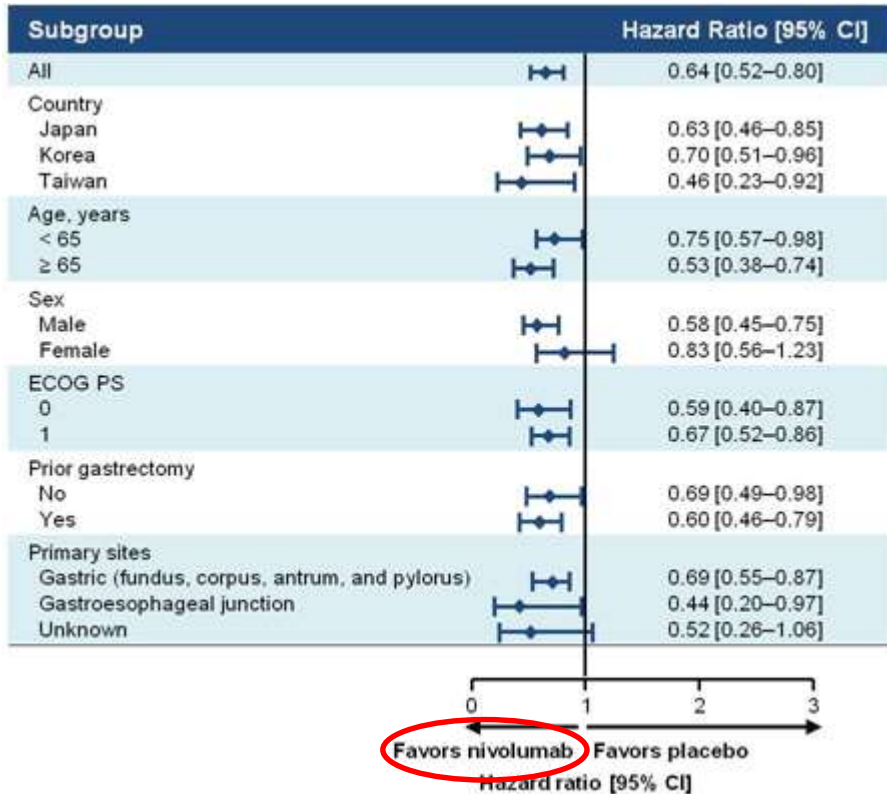 Subgroup Hazard Ratio [95% CI]
All 0.64 [0.52–0.80]
Country
Japan 0.63 [0.46–0.85]
Korea 0.70 [0.51–0.96]
Taiwan 0.46 [0.23–0.92]
Age, years
< 65 0.75 [0.57–0.98]
≥ 65 0.53 [0.38–0.74]
Sex
Male 0.58 [0.45–0.75]
Female 0.83 [0.56–1.23]
ECOG PS
0 0.59 [0.40–0.87]
1 0.67 [0.52–0.86]
Prior gastrectomy
No 0.69 [0.49–0.98]
Yes 0.60 [0.46–0.79]
Primary sites
Gastric (fundus, corpus, antrum, and pylorus) 0.69 [0.55–0.87]
Gastroesophageal junction 0.44 [0.20–0.97]
Unknown 0.52 [0.26–1.06]
0 1 2 3
Favors nivolumab Favors placebo
Hazard ratio [95% CI]